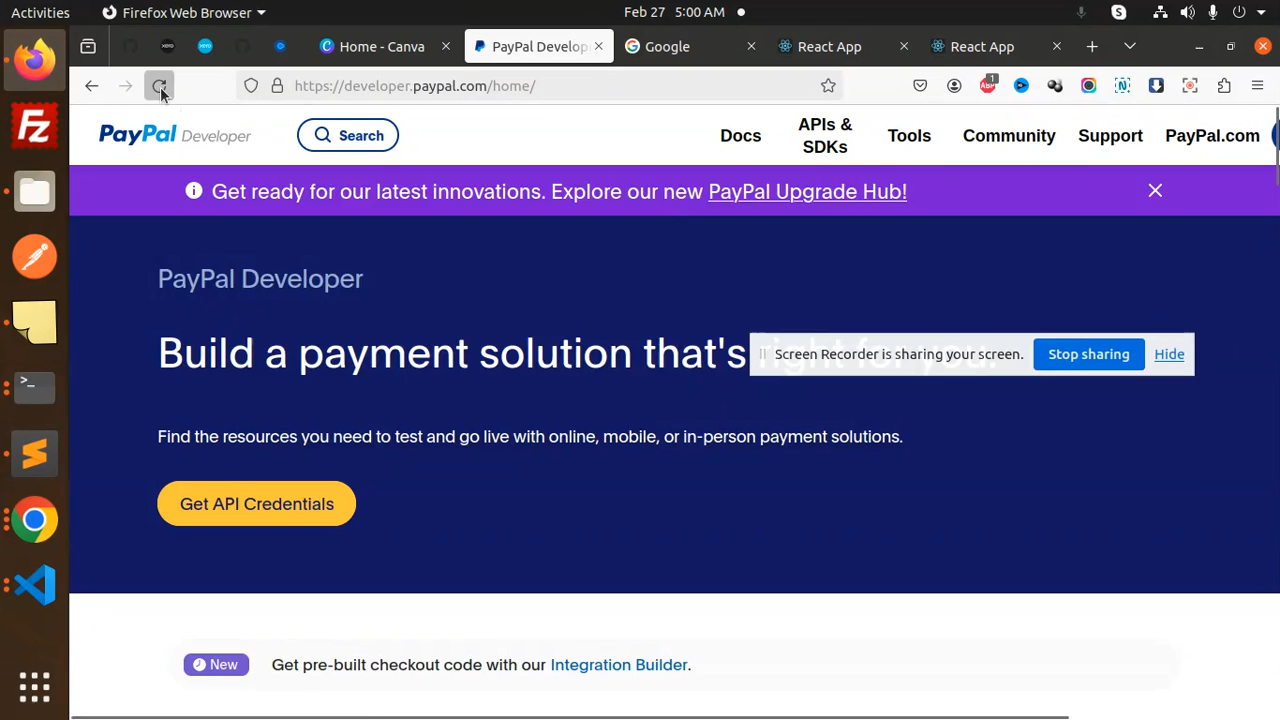 Activities
Firefox Web Browser
Feb 27 5:00 AM
Home - Canva
PayPal Develop
Google
React App
React App
https://developer.paypal.com/home/
1
PayPal Developer
Search
Docs
APIs &
SDKs
Tools
Community
Support
PayPal.com
Get ready for our latest innovations. Explore our new PayPal Upgrade Hub!
PayPal Developer
Build a payment solution that's right for you.
Screen Recorder is sharing your screen.
Stop sharing
Hide
Find the resources you need to test and go live with online, mobile, or in-person payment solutions.
Get API Credentials
New
Get pre-built checkout code with our Integration Builder.